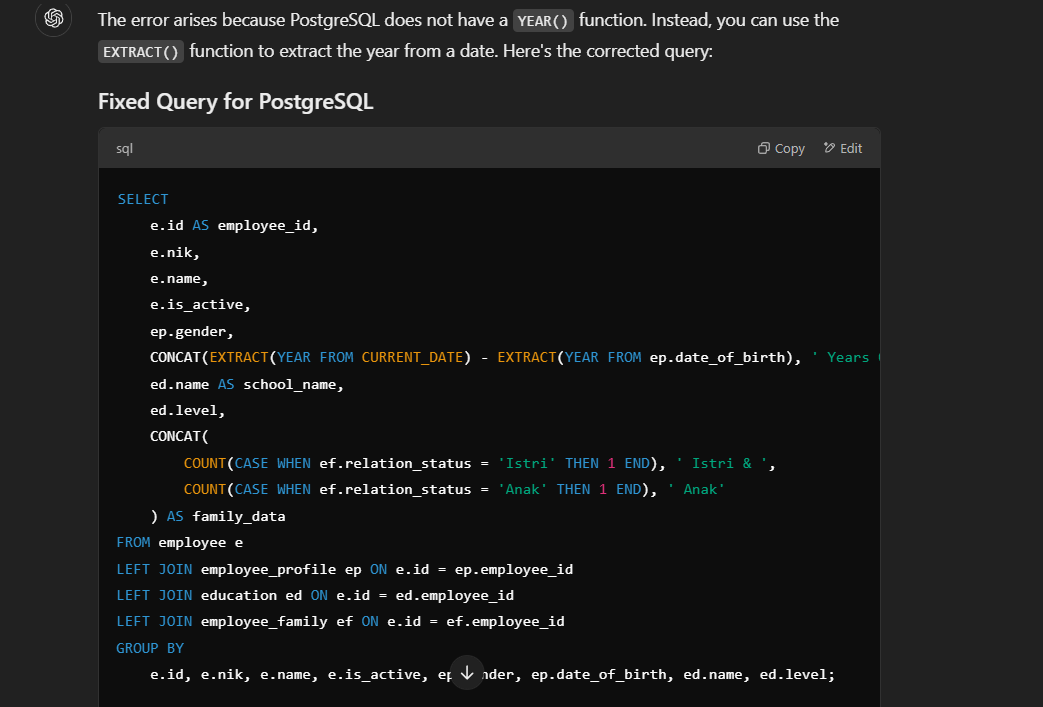 The error arises because PostgreSQL does not have a YEAR() function. Instead, you can use the
EXTRACT() function to extract the year from a date. Here's the corrected query:
Fixed Query for PostgreSQL
sql Copy Edit
SELECT
e.id AS employee_id,
e.nik,
e.name,
e.is_active,
ep.gender,
CONCAT(EXTRACT(YEAR FROM CURRENT_DATE) - EXTRACT(YEAR FROM ep.date_of_birth), ' Years
ed.name AS school_name,
ed.level,
CONCAT(
COUNT(CASE WHEN ef.relation_status = 'Istri' THEN 1 END), ' Istri & ',
COUNT(CASE WHEN ef.relation_status = 'Anak' THEN 1 END), ' Anak'
) AS family_data
FROM employee e
LEFT JOIN employee_profile ep ON e.id = ep.employee_id
LEFT JOIN education ed ON e.id = ed.employee_id
LEFT JOIN employee_family ef ON e.id = ef.employee_id
GROUP BY
e.id, e.nik, e.name, e.is_active, ep.date_of_birth, ed.name, ed.level;